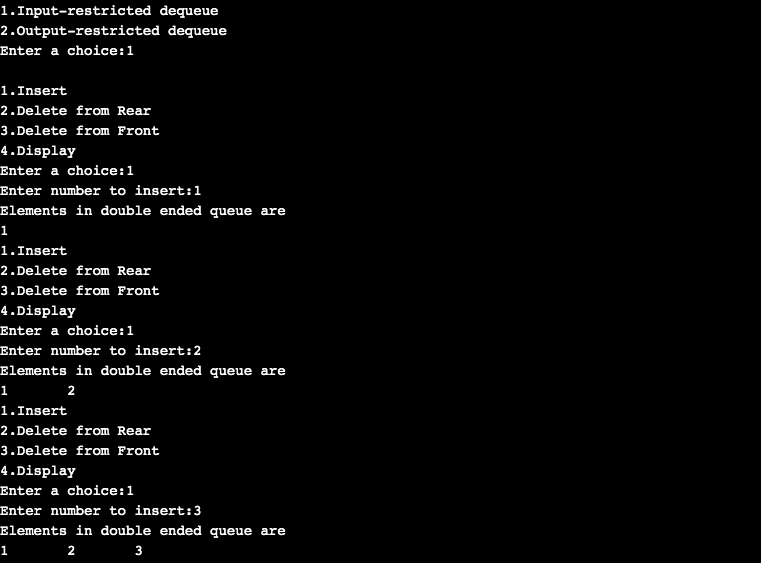 1.Input-restricted dequeue
2.Output-restricted dequeue
Enter a choice:1
1.Insert
2.Delete from Rear
3.Delete from Front
4.Display
Enter a choice:1
Enter number to insert:1
Elements in double ended queue are
1
1.Insert
2.Delete from Rear
3.Delete from Front
4.Display
Enter a choice:1
Enter number to insert:2
Elements in double ended queue are
1 2
1.Insert
2.Delete from Rear
3.Delete from Front
4.Display
Enter a choice:1
Enter number to insert:3
Elements in double ended queue are
1 2 3